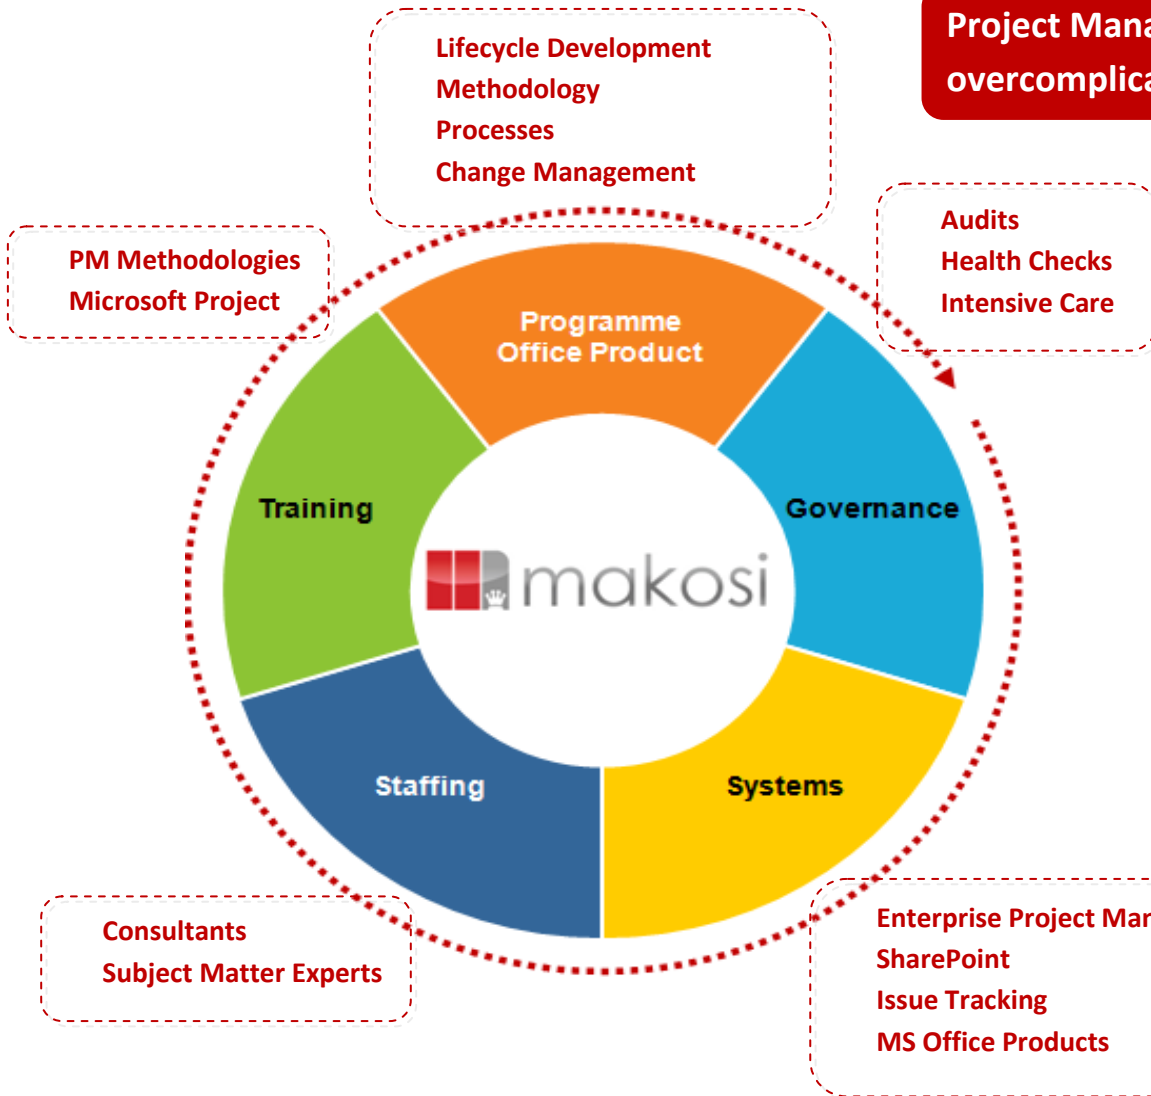 Project Mana
overcomplica
Lifecycle Development
Methodology
Processes
Change Management
Audits
Health Checks
Intensive Care
PM Methodologies
Microsoft Project
Programme
Office Product
Training
Governance
makosi
Staffing
Systems
Consultants
Subject Matter Experts
Enterprise Project Man
SharePoint
Issue Tracking
MS Office Products